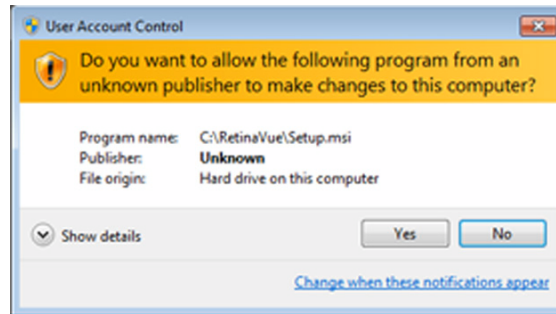 User Account Control
Do you want to allow the following program from an
unknown publisher to make changes to this computer?
Program name: C:\RetinaVue\Setup.msi
Publisher: Unknown
File origin: Hard drive on this computer
Show details
Yes
No
Change when these notifications appear